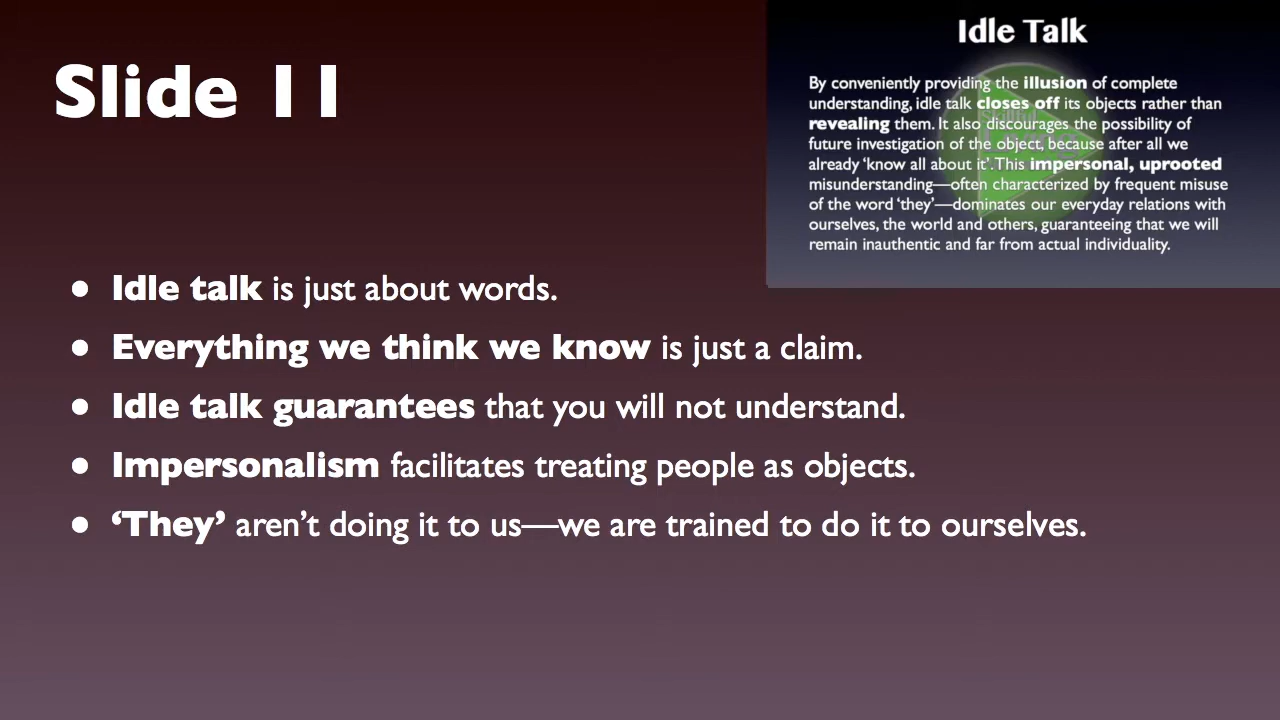 Slide 11
Idle Talk
By conveniently providing the illusion of complete
understanding, idle talk closes off its objects rather than
revealing them. It also discourages the possibility of
future investigation of the object, because after all we
already ‘know all about it’. This impersonal, uprooted
misunderstanding—often characterized by frequent misuse
of the word ‘they’—dominates our everyday relations with
ourselves, the world and others, guaranteeing that we will
remain inauthentic and far from actual individuality.
• Idle talk is just about words.
• Everything we think we know is just a claim.
• Idle talk guarantees that you will not understand.
• Impersonalism facilitates treating people as objects.
• ‘They’ aren’t doing it to us—we are trained to do it to ourselves.